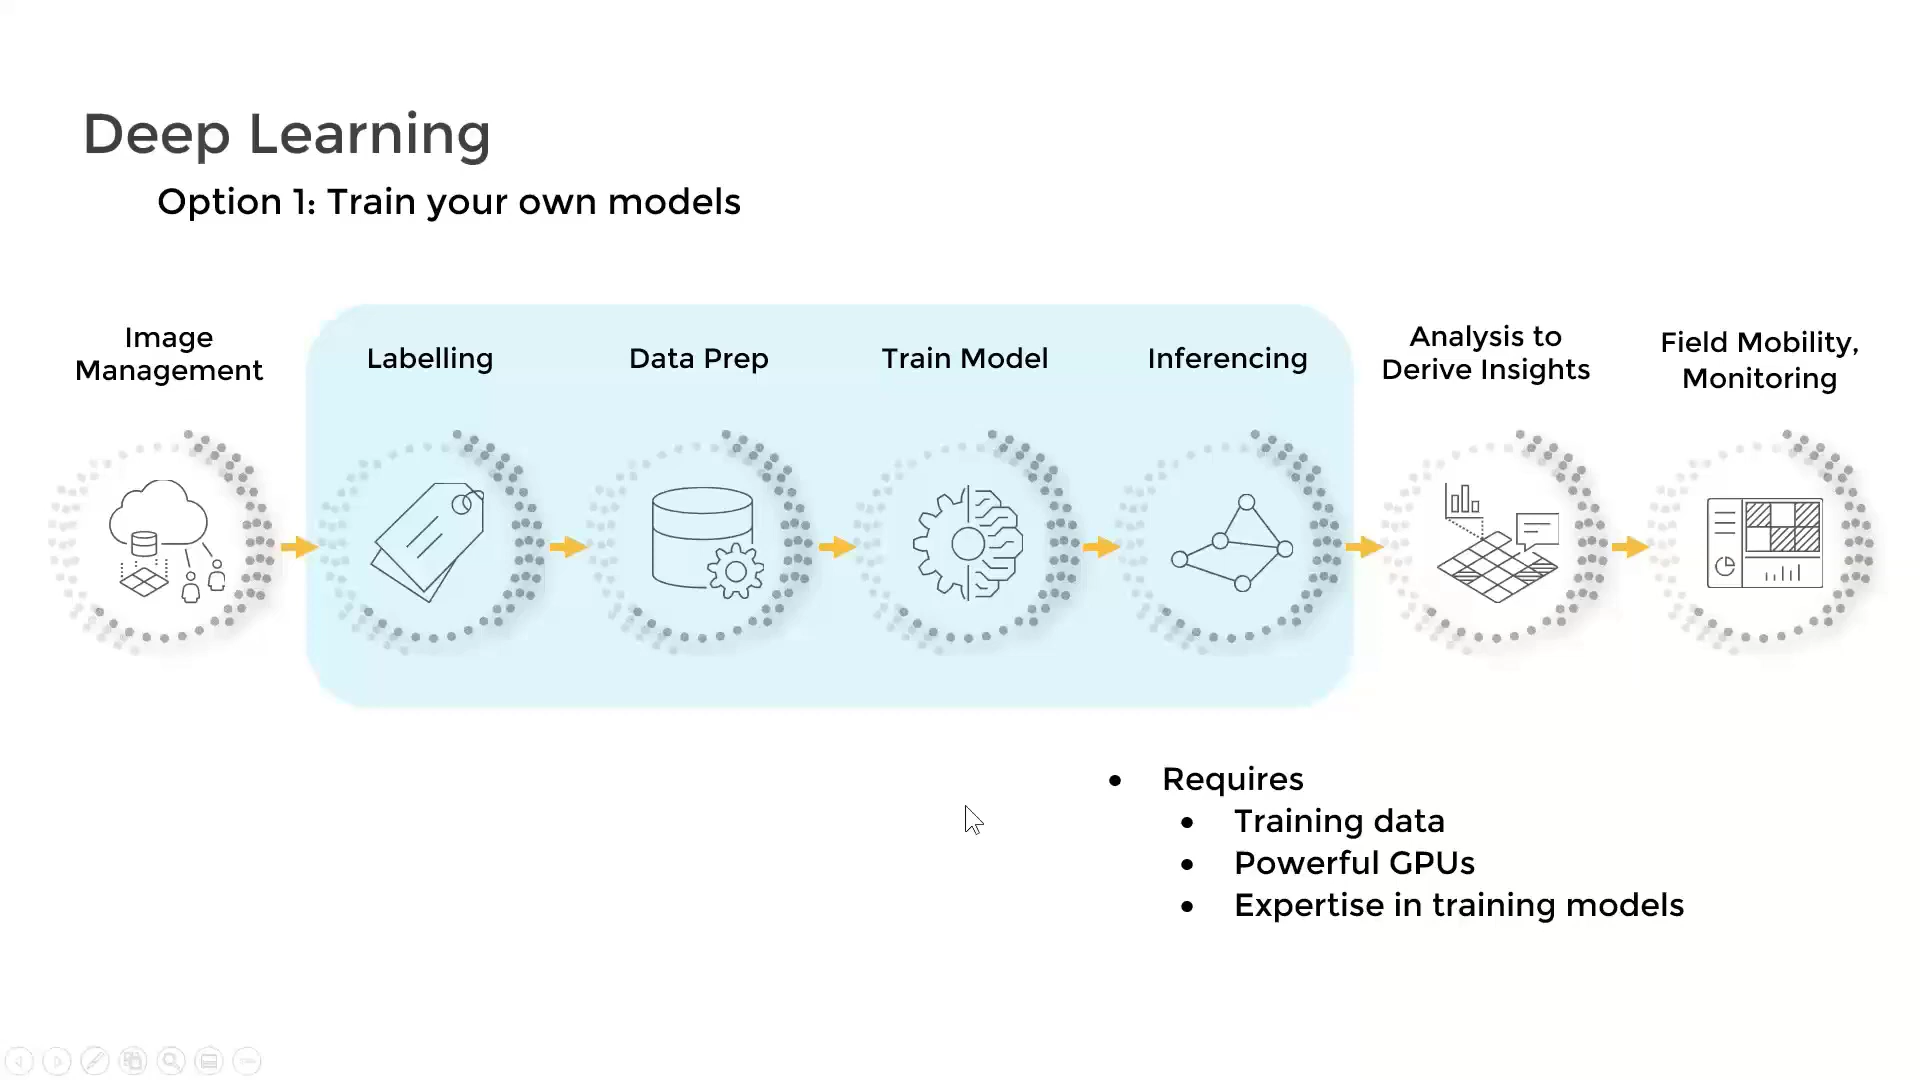 Deep Learning
Option 1: Train your own models
Image
Management
Labelling
Data Prep
Train Model
Inferencing
Analysis to
Derive Insights
Field Mobility,
Monitoring
• Requires
• Training data
• Powerful GPUs
• Expertise in training models